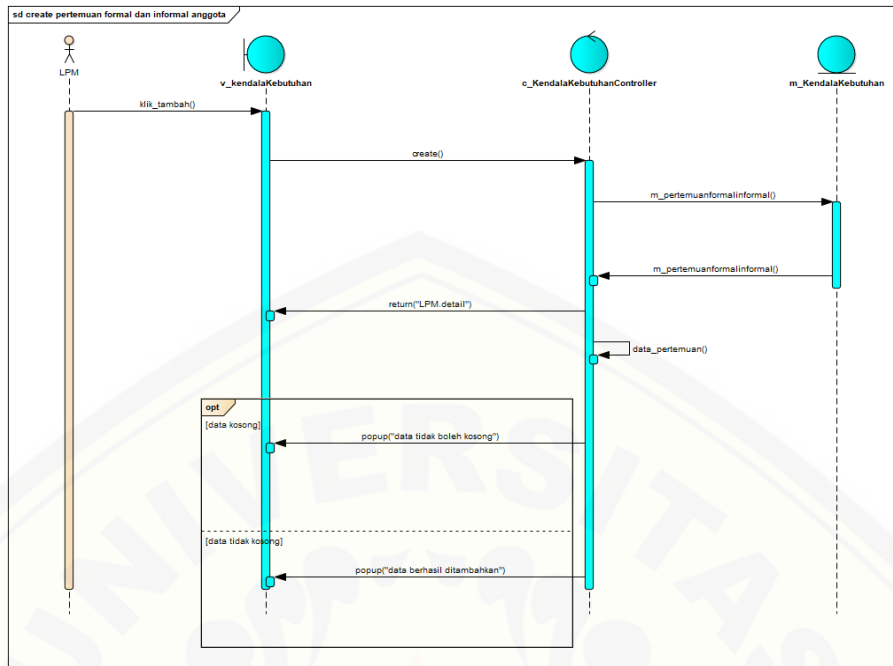 sd create pertemuan formal dan informal anggota
LPM
v_kendalaKebutuhan
c_KendalaKebutuhanController
m_KendalaKebutuhan
klik_tambah()
create()
m_pertemuanformalinformal()
m_pertemuanformalinformal()
return("LPM.detail")
data_pertemuan()
opt
[data kosong]
popup("data tidak boleh kosong")
[data tidak kosong]
popup("data berhasil ditambahkan")
UNIVERSITAS